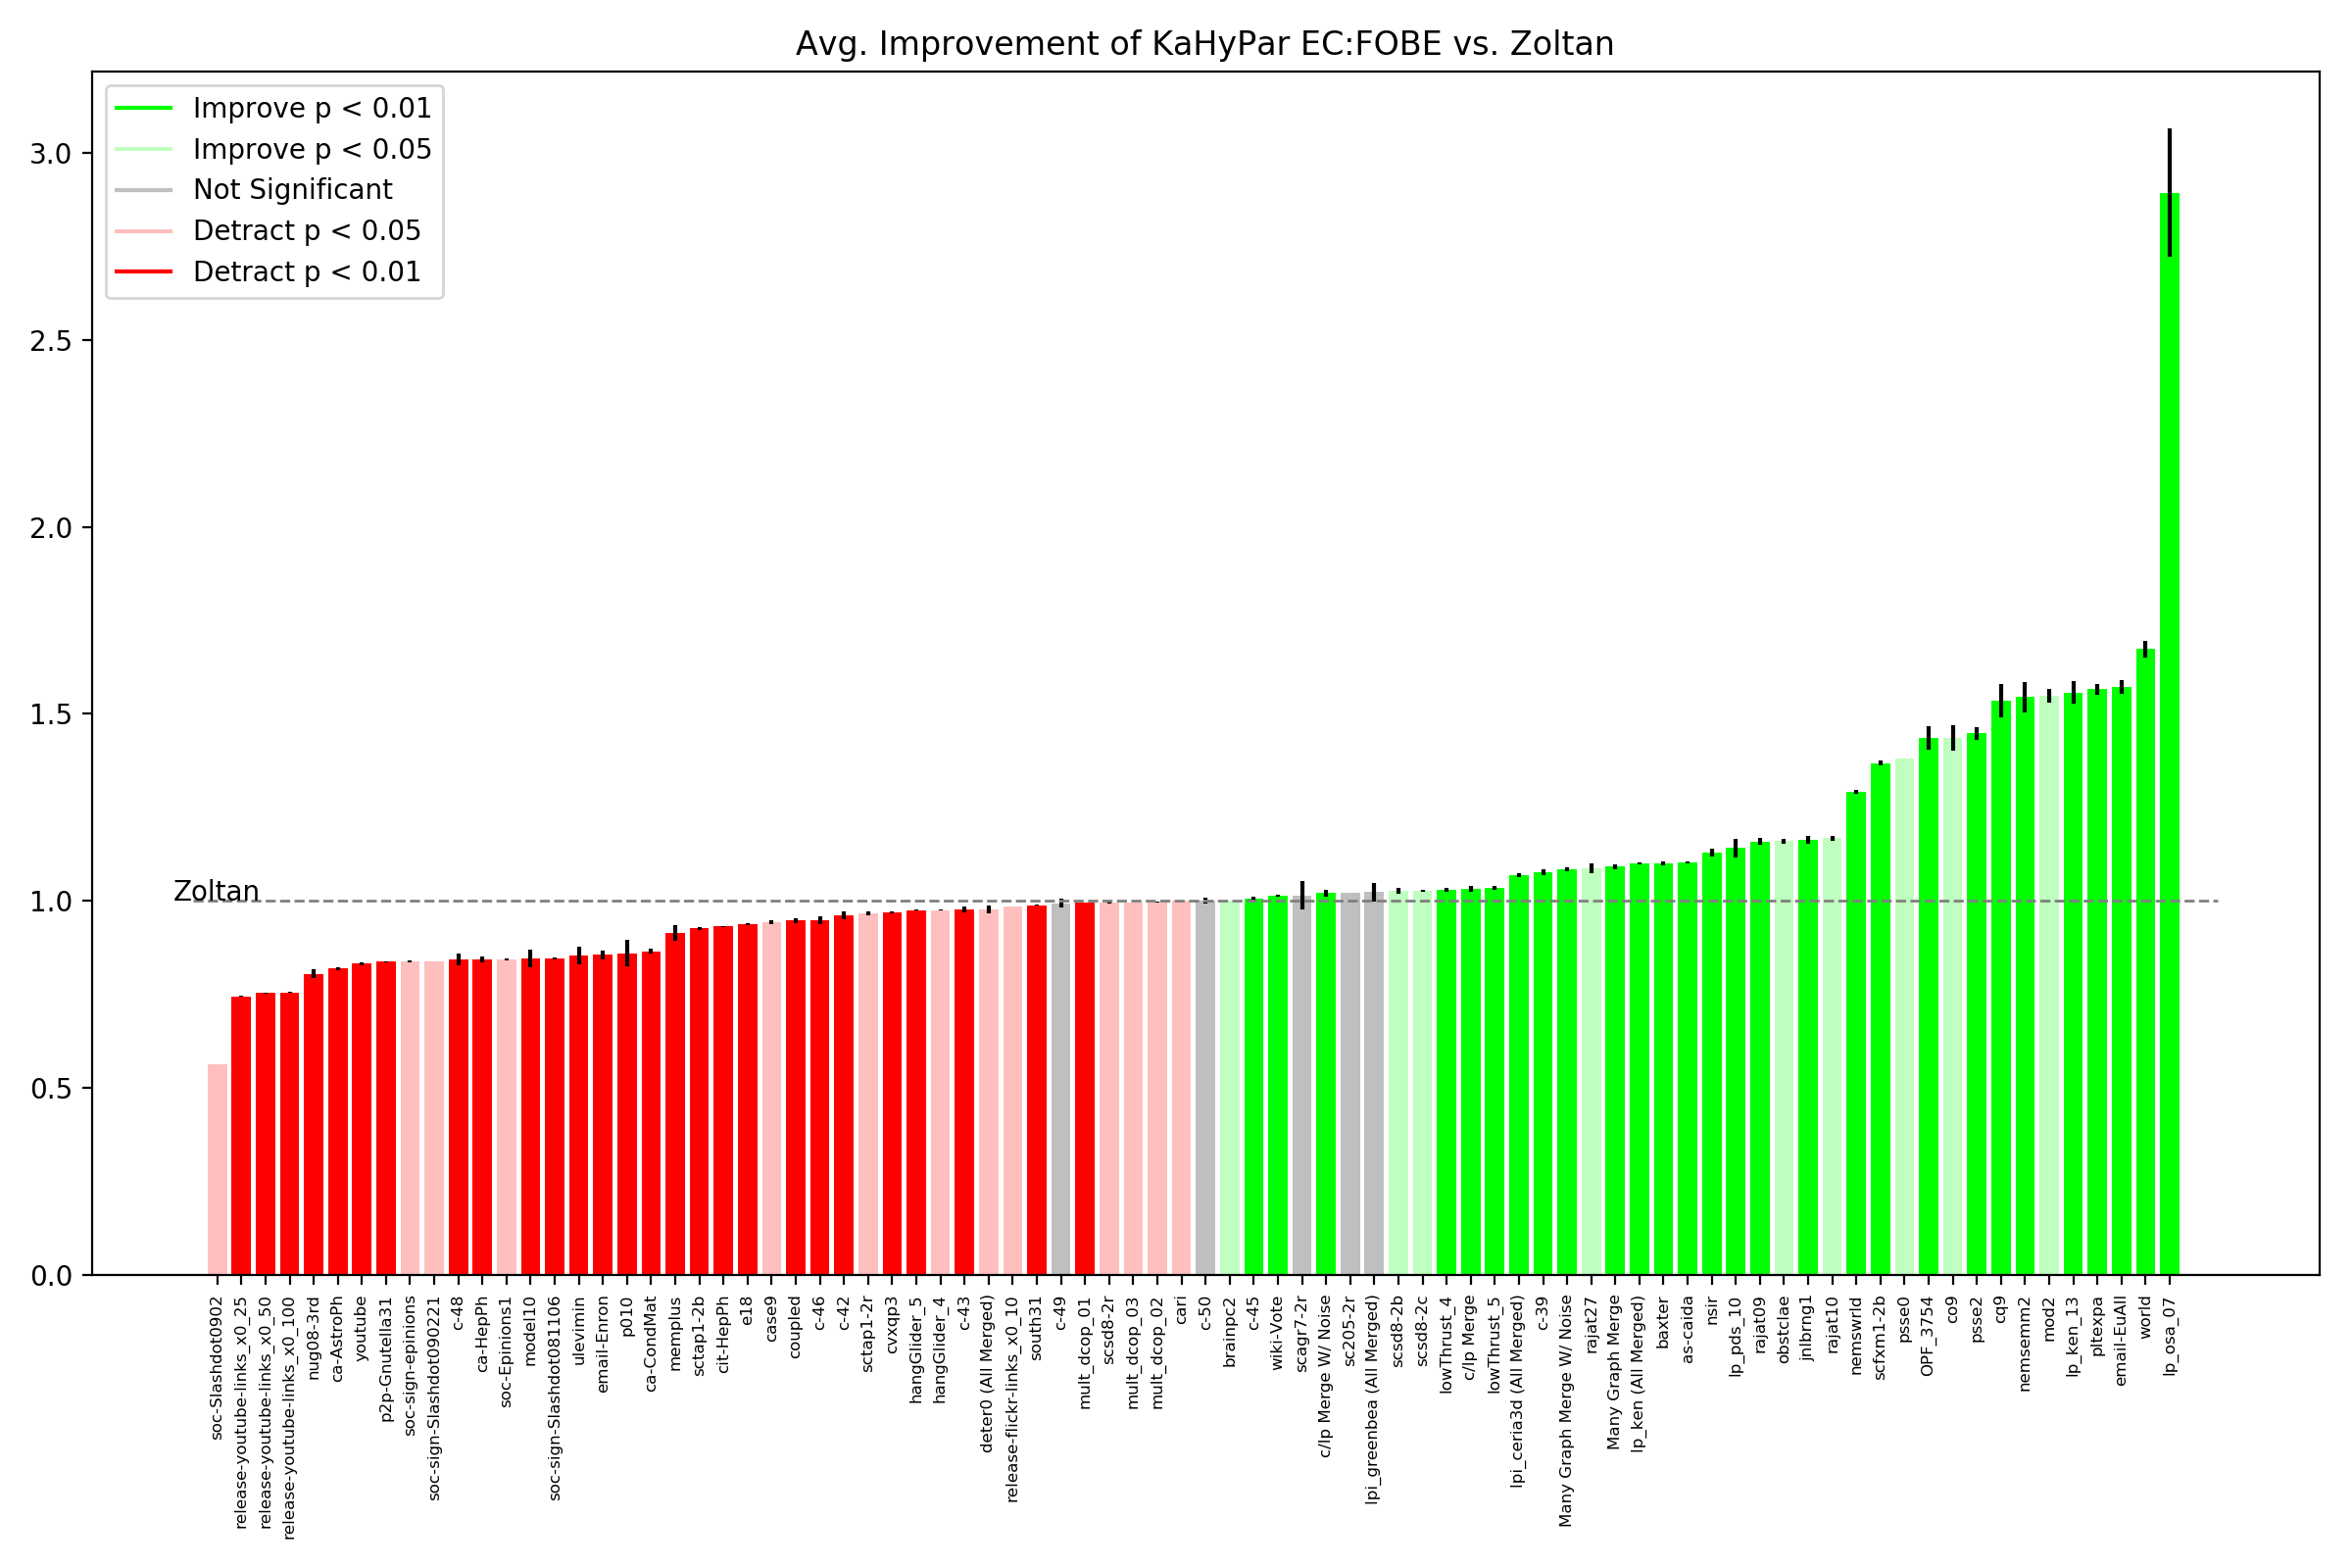 Avg. Improvement of KaHyPar EC:FOBE vs. Zoltan
Improve p < 0.01
Improve p < 0.05
Not Significant
Detract p < 0.05
Detract p < 0.01
3.0
2.5
2.0
1.5
1.0
0.5
0.0
Zoltan
soc-Slashdot0902
release-youtube-links_x0_25
release-youtube-links_x0_50
release-youtube-links_x0_100
nug08-3rd
ca-AstroPh
youtube
p2p-Gnutella31
soc-sign-epinions
soc-sign-Slashdot090221
c-48
ca-HepPh
soc-Epinions1
model10
soc-sign-Slashdot081106
ulevimin
email-Enron
p010
ca-CondMat
memplus
sctap1-2b
cit-HepPh
e18
case9
coupled
c-46
c-42
sctap1-2r
cvxqp3
hangGlider_5
hangGlider_4
c-43
deter0 (All Merged)
release-flickr-links_x0_10
south31
c-49
mult_dcop_01
scsd8-2r
mult_dcop_03
mult_dcop_02
cari
c-50
brainpc2
c-45
wiki-Vote
scagr7-2r
c/lp Merge W/ Noise
sc205-2r
lpi_greenbea (All Merged)
scsd8-2b
scsd8-2c
lowThrust_4
c/lp Merge
lowThrust_5
lpi_ceria3d (All Merged)
c-39
Many Graph Merge W/ Noise
rajat27
Many Graph Merge
lp_ken (All Merged)
baxter
as-caida
nsir
lp_pds_10
rajat09
obstclae
jnlbrng1
rajat10
nemswrld
scfxm1-2b
psse0
OPF_3754
co9
psse2
cq9
nemsemm2
mod2
lp_ken_13
pltexpa
email-EuAll
world
lp_osa_07